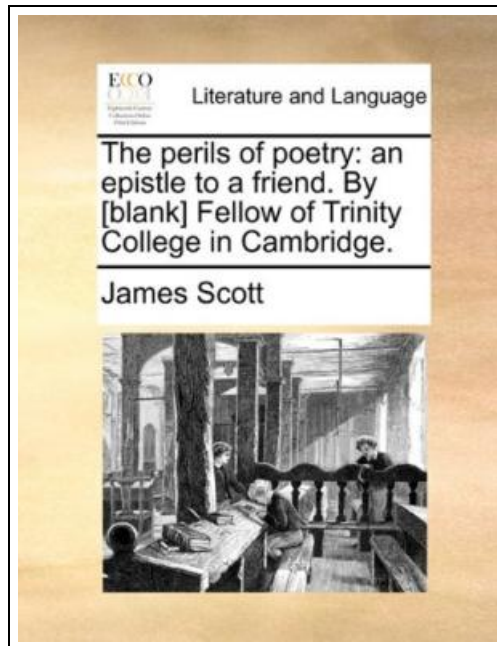 ECCO
Literature and Language
The perils of poetry: an
epistle to a friend. By
[blank] Fellow of Trinity
College in Cambridge.
James Scott